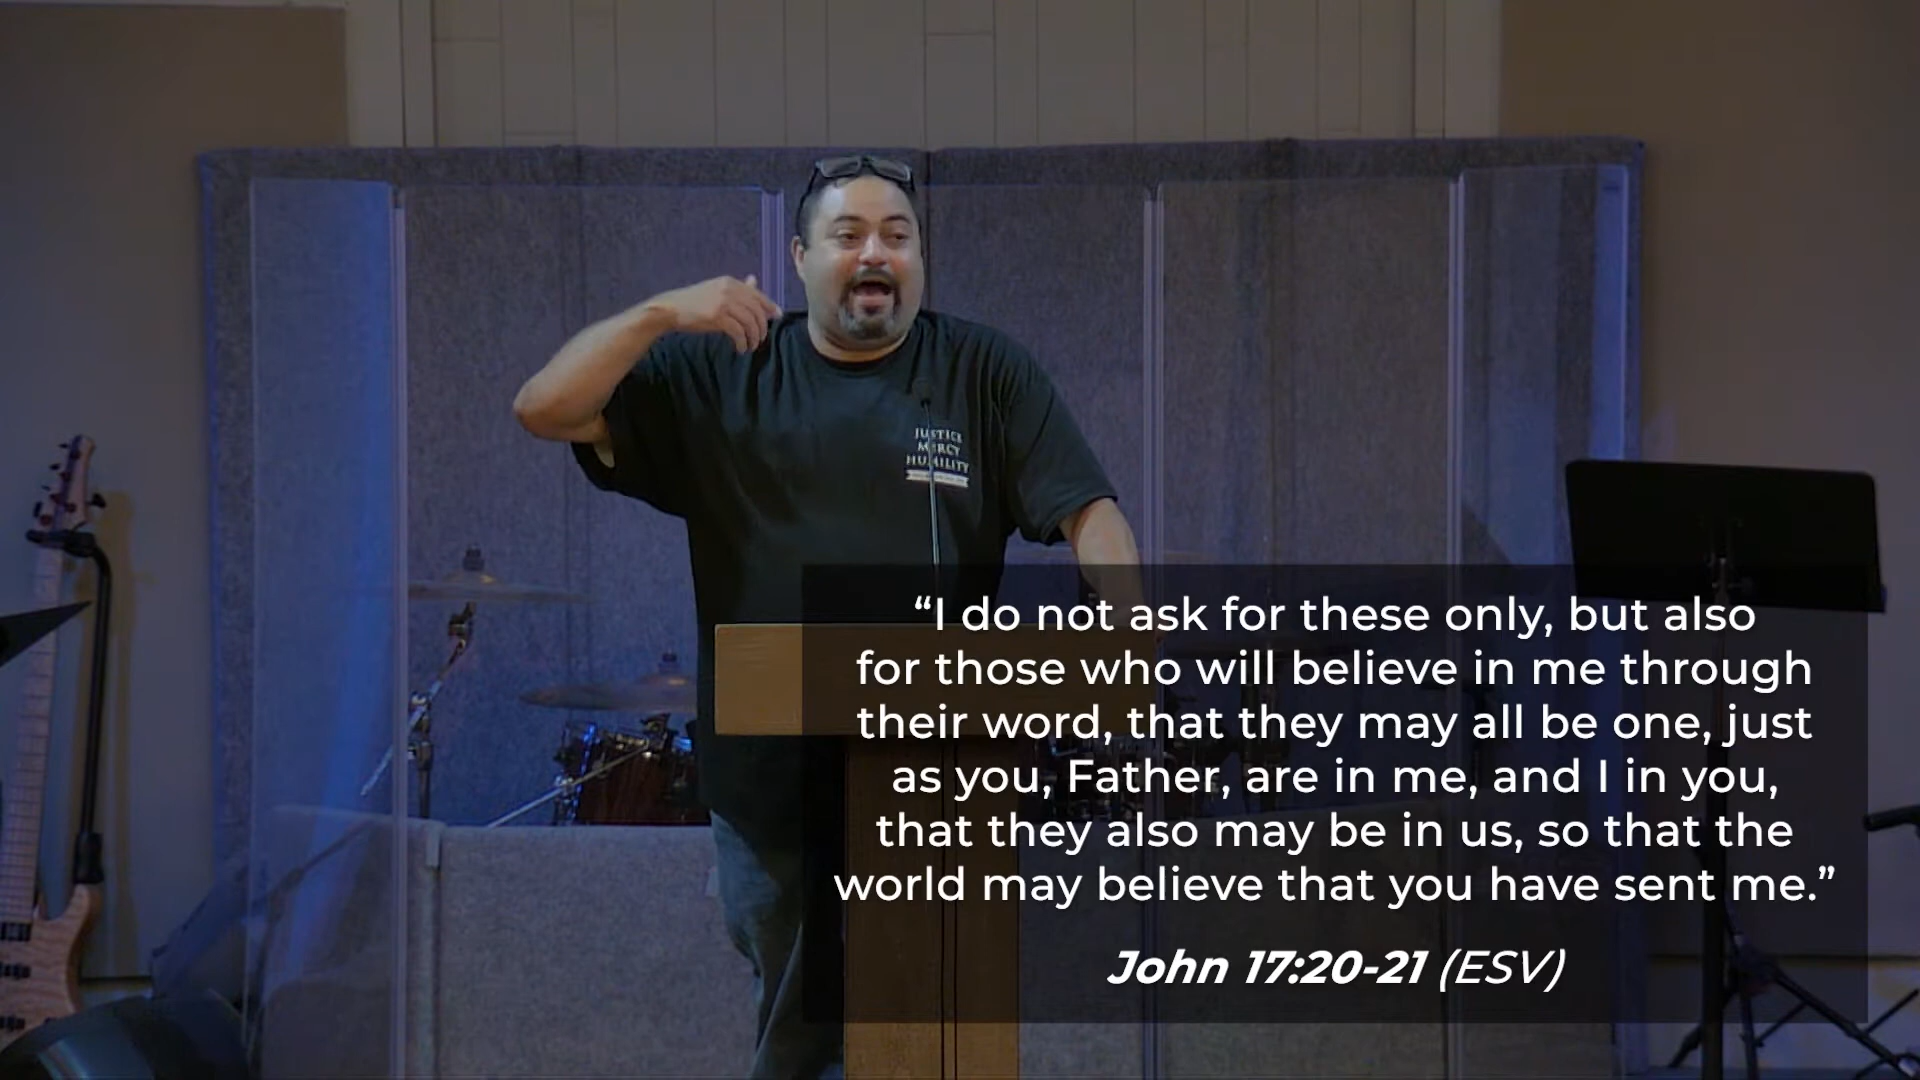 JUSTICE
MERCY
HUMILITY
“I do not ask for these only, but also
for those who will believe in me through
their word, that they may all be one, just
as you, Father, are in me, and I in you,
that they also may be in us, so that the
world may believe that you have sent me.”
John 17:20-21 (ESV)